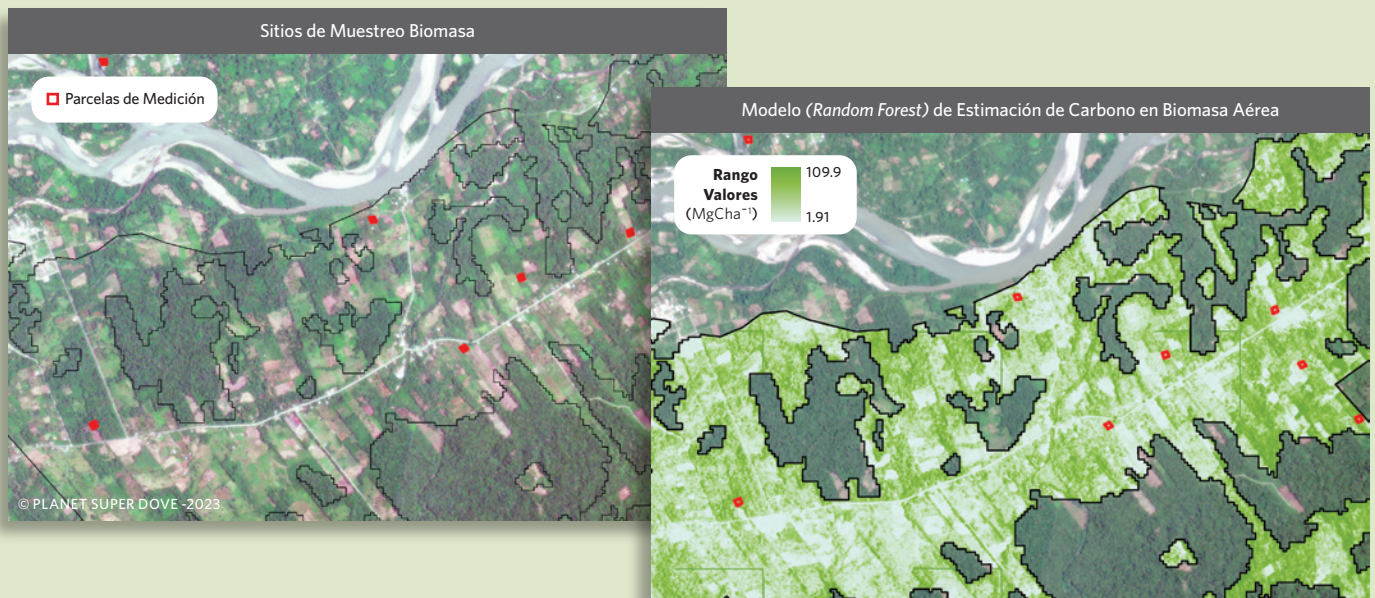 Sitios de Muestreo Biomasa
Parcelas de Medición
© PLANET SUPER DOVE -2023
Modelo (Random Forest) de Estimación de Carbono en Biomasa Aérea
Rango
Valores
(MgCha⁻¹)
109.9
1.91